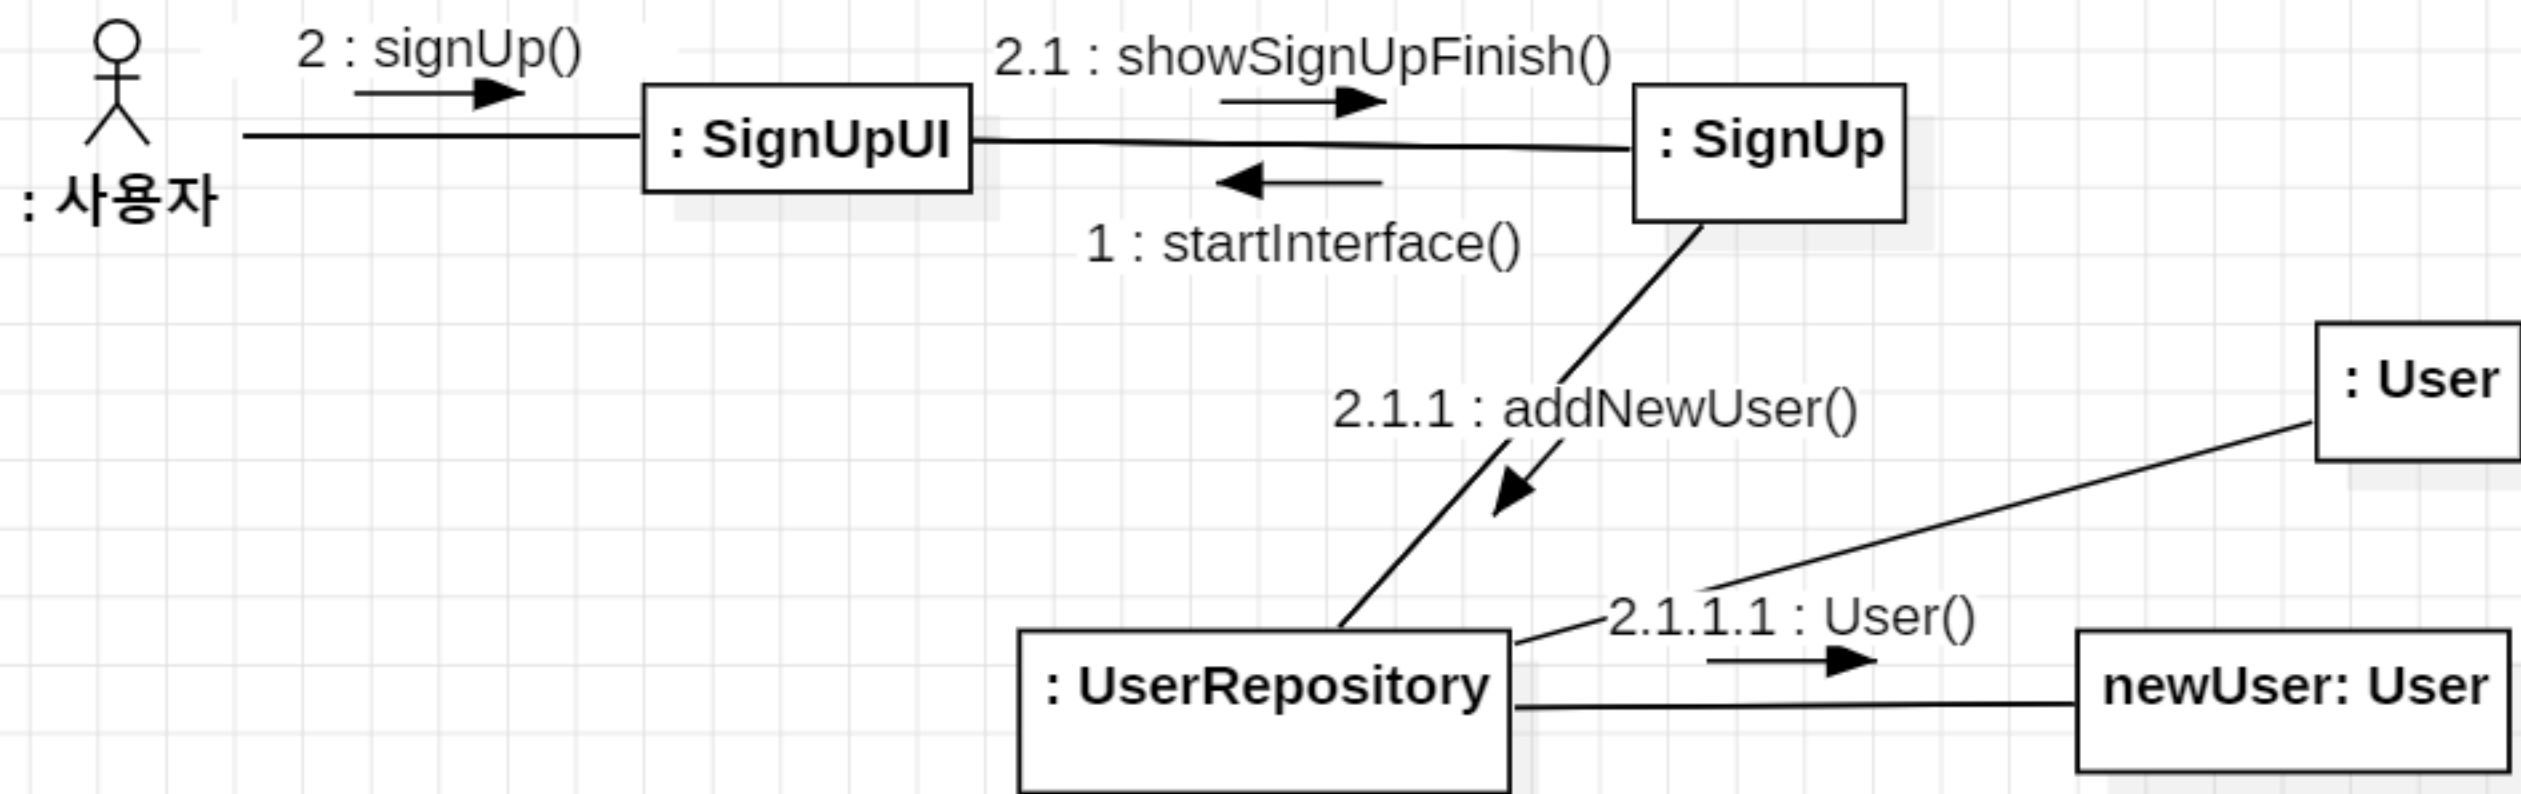 2 : signUp()
2.1 : showSignUpFinish()
: SignUpUI
: SignUp
: 사용자
1 : startInterface()
: User
2.1.1 : addNewUser()
2.1.1.1 : User()
: UserRepository
newUser: User